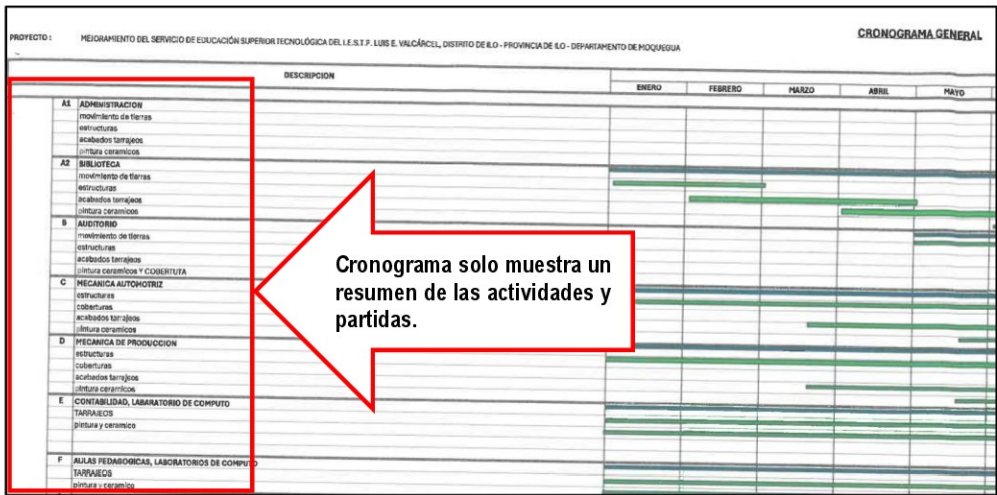 CRONOGRAMA GENERAL
PROYECTO : MEJORAMIENTO DEL SERVICIO DE EDUCACIÓN SUPERIOR TECNOLÓGICA DEL I.E.S.T.P. LUIS E. VALCÁRCEL, DISTRITO DE ILO - PROVINCIA DE ILO - DEPARTAMENTO DE MOQUEGUA
DESCRIPCION
ENERO FEBRERO MARZO ABRIL MAYO
A1 ADMINISTRACION
movimiento de tierras
estructuras
acabados tarrajeos
pintura ceramicos
A2 BIBLIOTECA
movimiento de tierras
estructuras
acabados tarrajeos
pintura ceramicos
B AUDITORIO
movimiento de tierras
estructuras
acabados tarrajeos
pintura ceramicos Y COBERTUTA
C MECANICA AUTOMOTRIZ
estructuras
coberturas
acabados tarrajeos
pintura ceramicos
D MECANICA DE PRODUCCION
estructuras
cuberturas
acabados tarrajeos
pintura ceramicos
E CONTABILIDAD, LABARATORIO DE COMPUTO
TARRAJEOS
pintura y ceramico
F AULAS PEDAGOGICAS, LABORATORIOS DE COMPUTO
TARRAJEOS
pintura y ceramico
Cronograma solo muestra un
resumen de las actividades y
partidas.